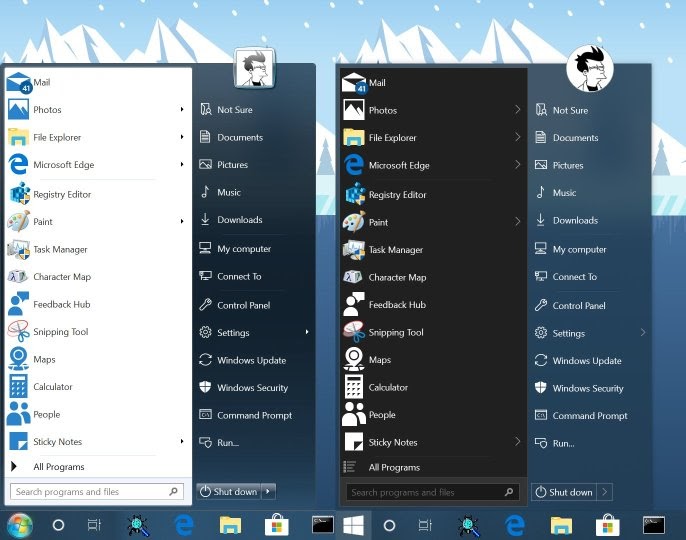 Mail
41
Photos
File Explorer
Microsoft Edge
Registry Editor
Paint
Task Manager
Character Map
Feedback Hub
Snipping Tool
Maps
Calculator
People
Sticky Notes
All Programs
Search programs and files
Not Sure
Documents
Pictures
Music
Downloads
My computer
Connect To
Control Panel
Settings
Windows Update
Windows Security
Command Prompt
Run...
Shut down
Mail
41
Photos
File Explorer
Microsoft Edge
Registry Editor
Paint
Task Manager
Character Map
Feedback Hub
Snipping Tool
Maps
Calculator
People
Sticky Notes
All Programs
Search programs and files
Not Sure
Documents
Pictures
Music
Downloads
My computer
Connect To
Control Panel
Settings
Windows Update
Windows Security
Command Prompt
Run...
Shut down